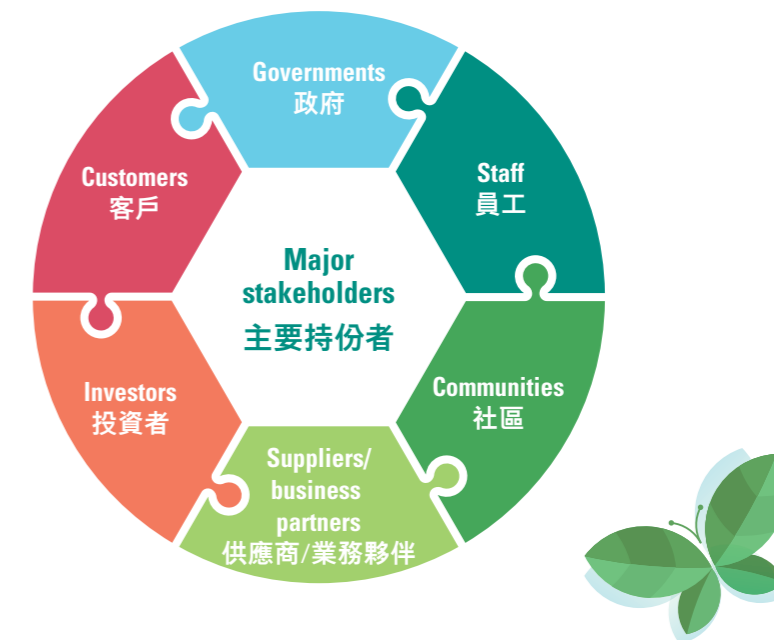 Governments
政府
Staff
員工
Communities
社區
Suppliers/
business
partners
供應商/業務夥伴
Investors
投資者
Customers
客戶
Major
stakeholders
主要持份者